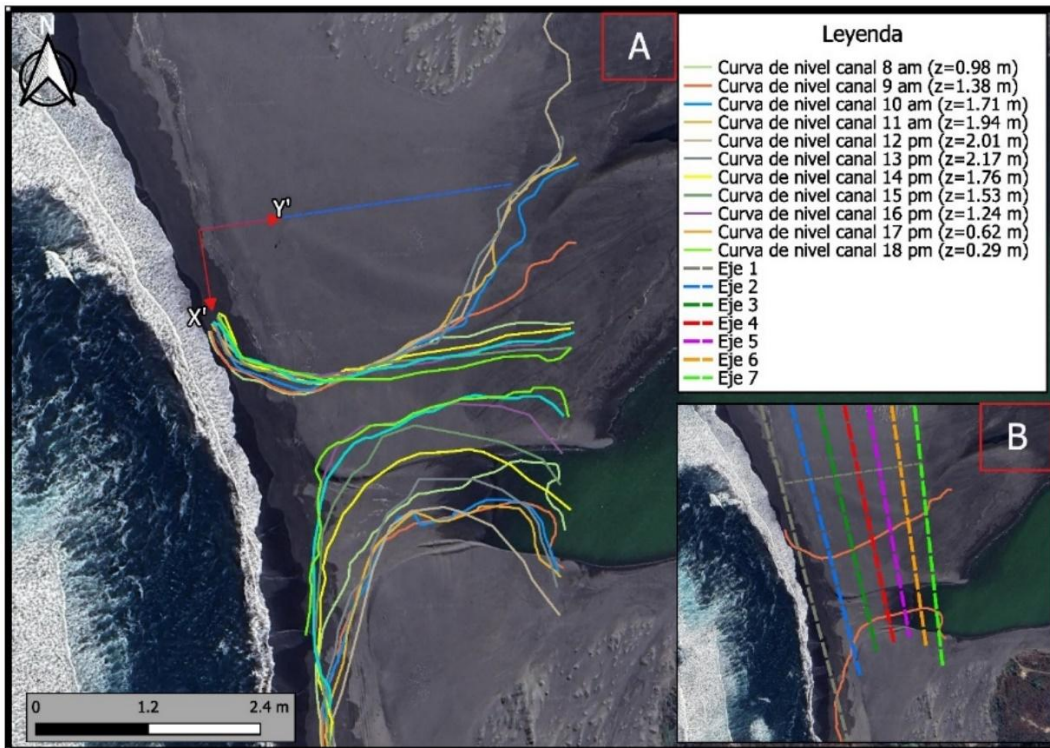 N
A
Y'
X'
0 1.2 2.4 m
Leyenda
Curva de nivel canal 8 am (z=0.98 m)
Curva de nivel canal 9 am (z=1.38 m)
Curva de nivel canal 10 am (z=1.71 m)
Curva de nivel canal 11 am (z=1.94 m)
Curva de nivel canal 12 pm (z=2.01 m)
Curva de nivel canal 13 pm (z=2.17 m)
Curva de nivel canal 14 pm (z=1.76 m)
Curva de nivel canal 15 pm (z=1.53 m)
Curva de nivel canal 16 pm (z=1.24 m)
Curva de nivel canal 17 pm (z=0.62 m)
Curva de nivel canal 18 pm (z=0.29 m)
Eje 1
Eje 2
Eje 3
Eje 4
Eje 5
Eje 6
Eje 7
B